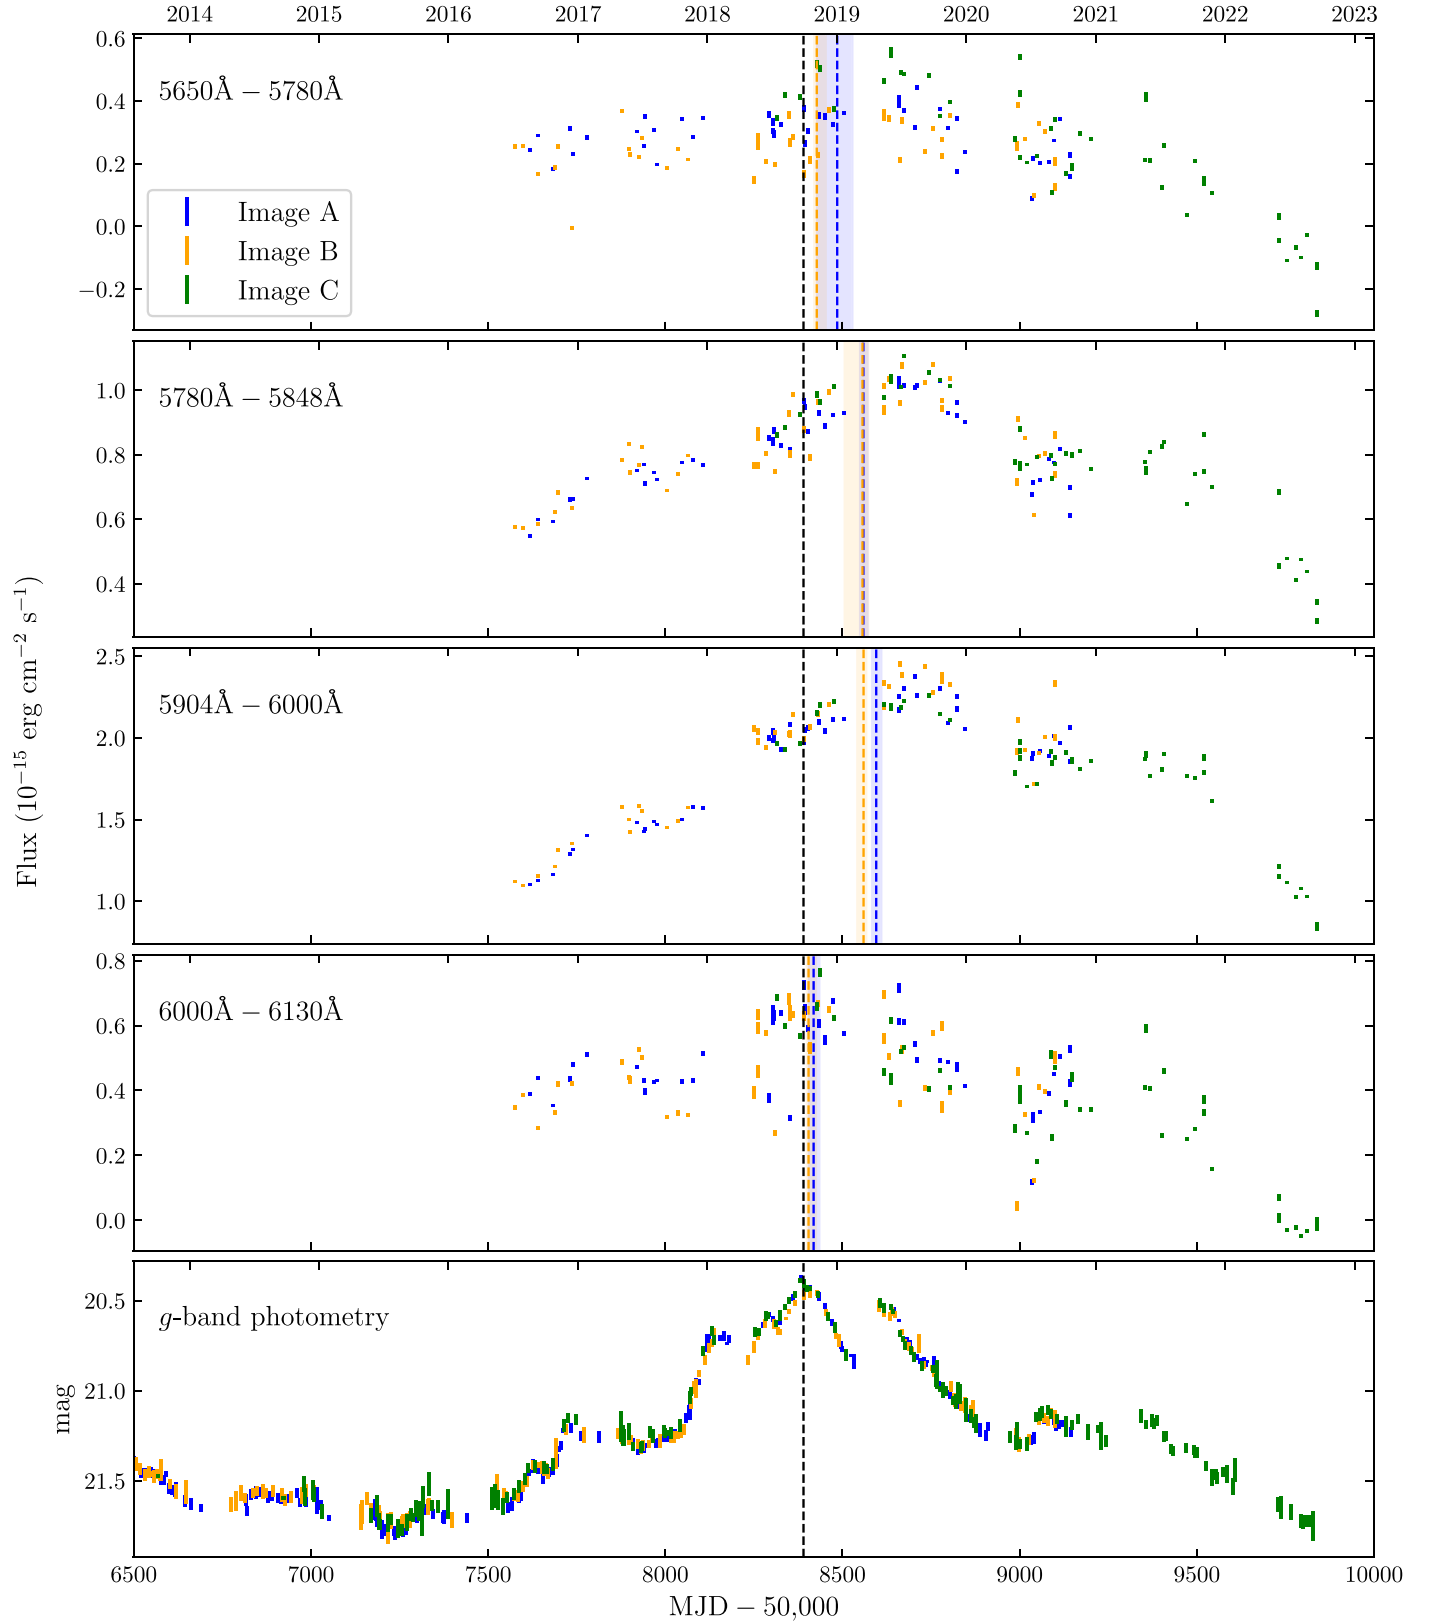 2014 2015 2016 2017 2018 2019 2020 2021 2022 2023
5650Å − 5780Å
0.6
0.4
0.2
0.0
−0.2
Image A
Image B
Image C
5780Å − 5848Å
1.0
0.8
0.6
0.4
Flux (10⁻¹⁵ erg cm⁻² s⁻¹)
5904Å − 6000Å
2.5
2.0
1.5
1.0
6000Å − 6130Å
0.8
0.6
0.4
0.2
0.0
g-band photometry
mag
20.5
21.0
21.5
6500 7000 7500 8000 8500 9000 9500 10000
MJD − 50,000